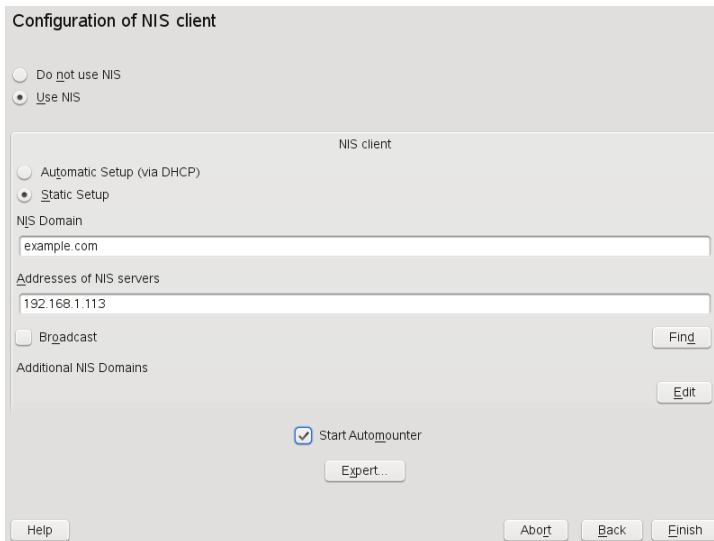 Configuration of NIS client
Do not use NIS
Use NIS
NIS client
Automatic Setup (via DHCP)
Static Setup
NIS Domain
example.com
Addresses of NIS servers
192.168.1.113
Broadcast
Find
Additional NIS Domains
Edit
Start Automounter
Expert...
Help
Abort
Back
Finish